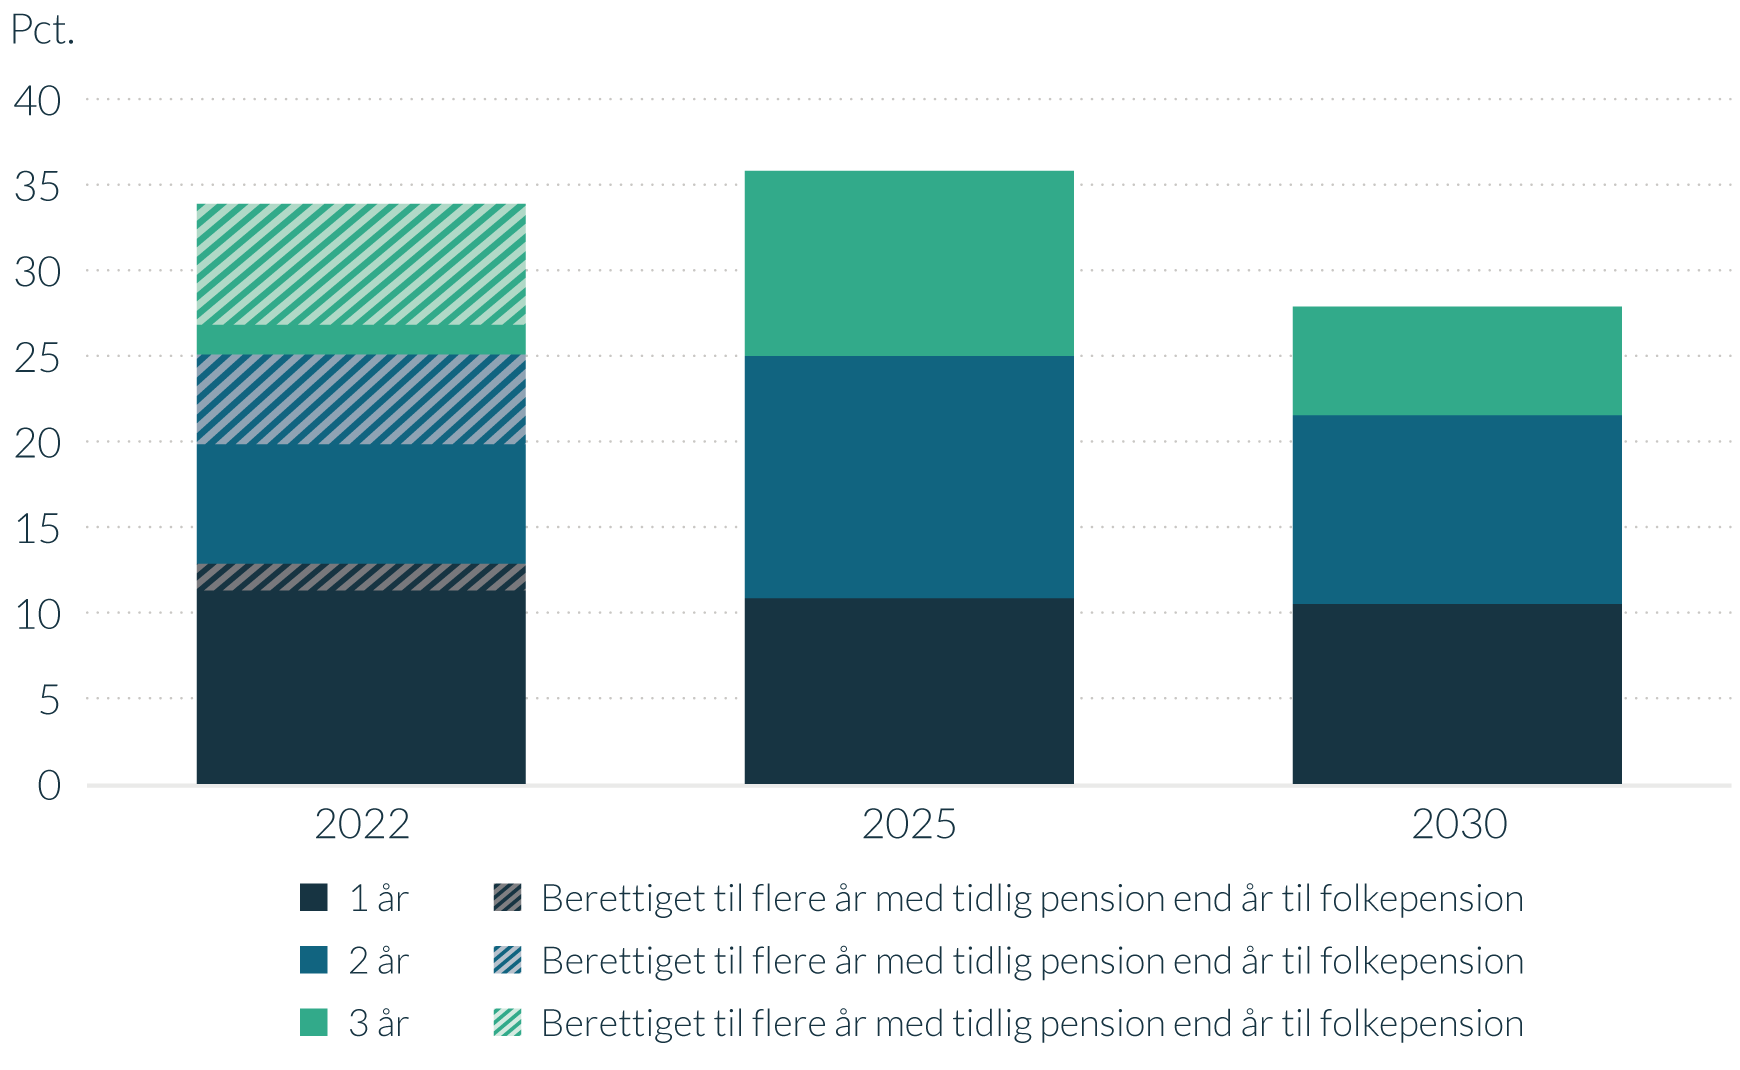 Pct.
40
35
30
25
20
15
10
5
0
2022 2025 2030
1 år Berettiget til flere år med tidlig pension end år til folkepension
2 år Berettiget til flere år med tidlig pension end år til folkepension
3 år Berettiget til flere år med tidlig pension end år til folkepension